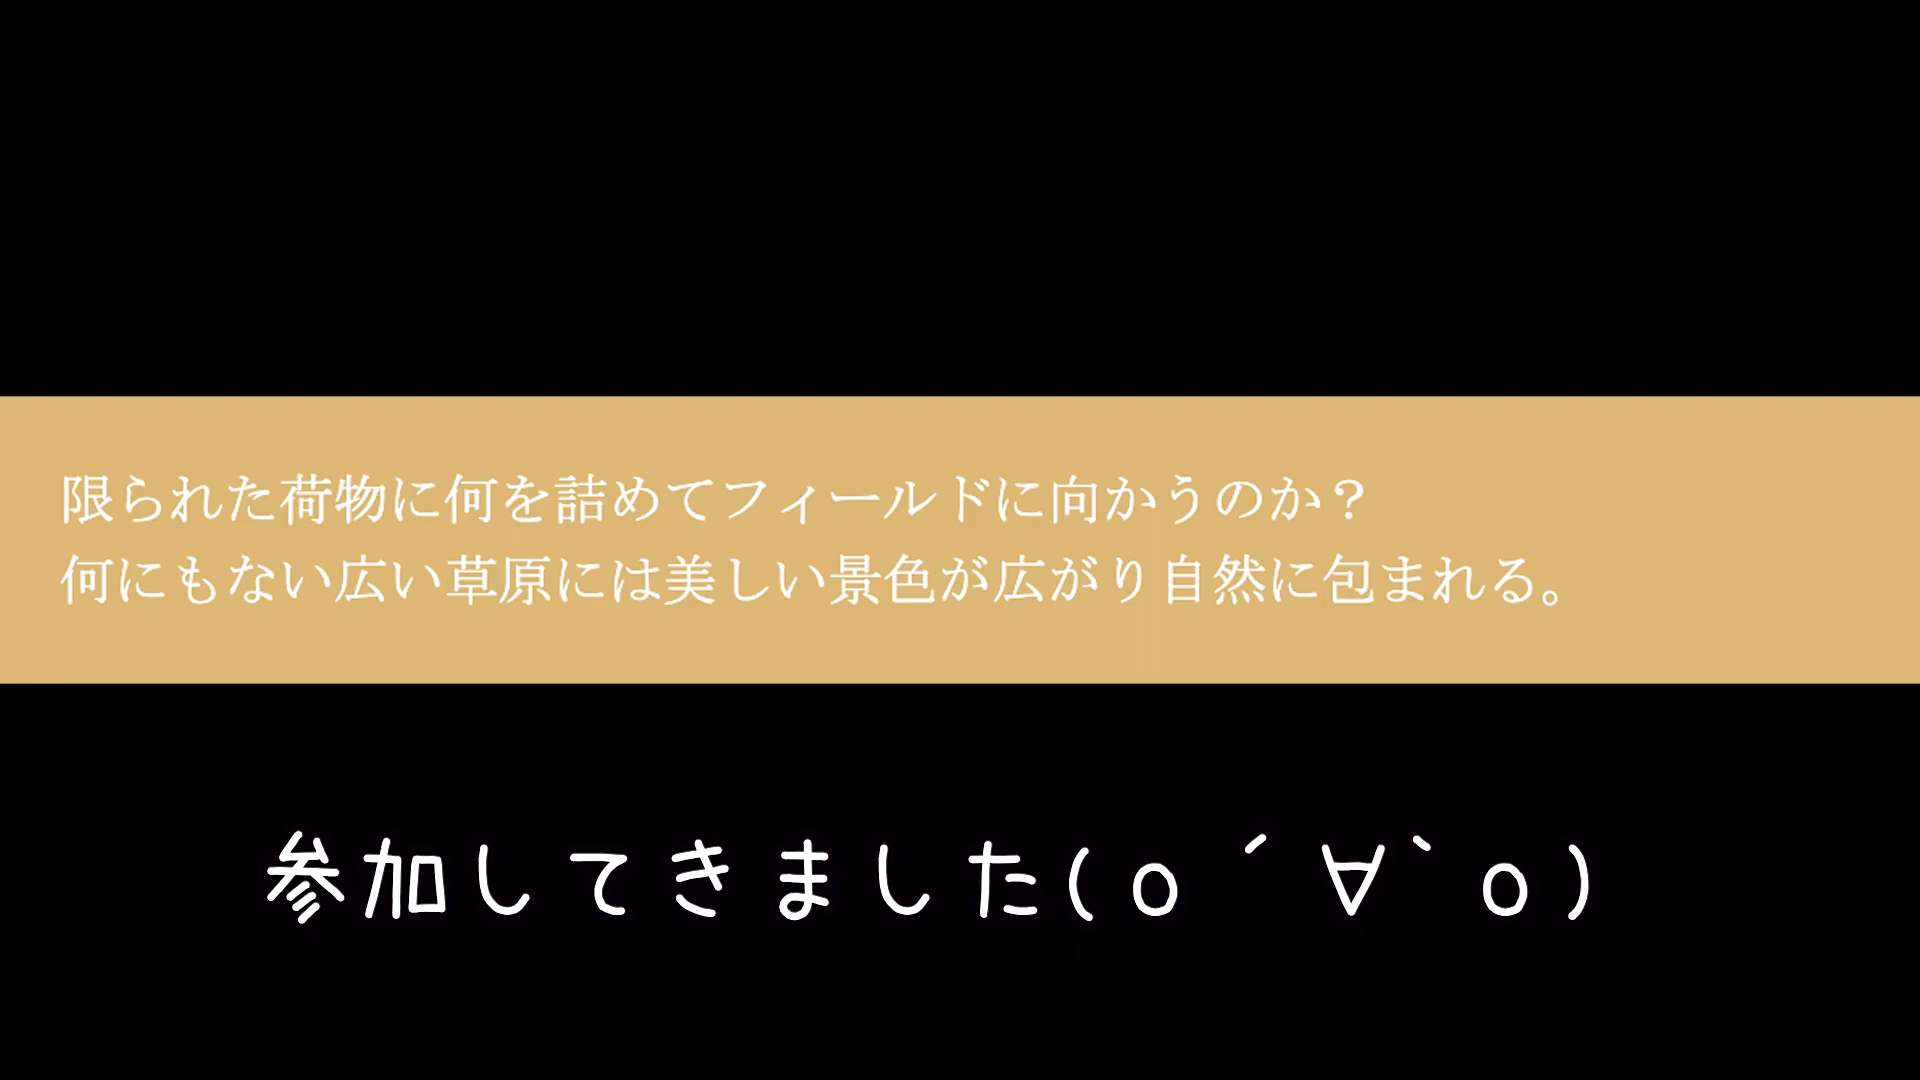 限られた荷物に何を詰めてフィールドに向かうのか？
何にもない広い草原には美しい景色が広がり自然に包まれる。
参加してきました(o´∀`o)